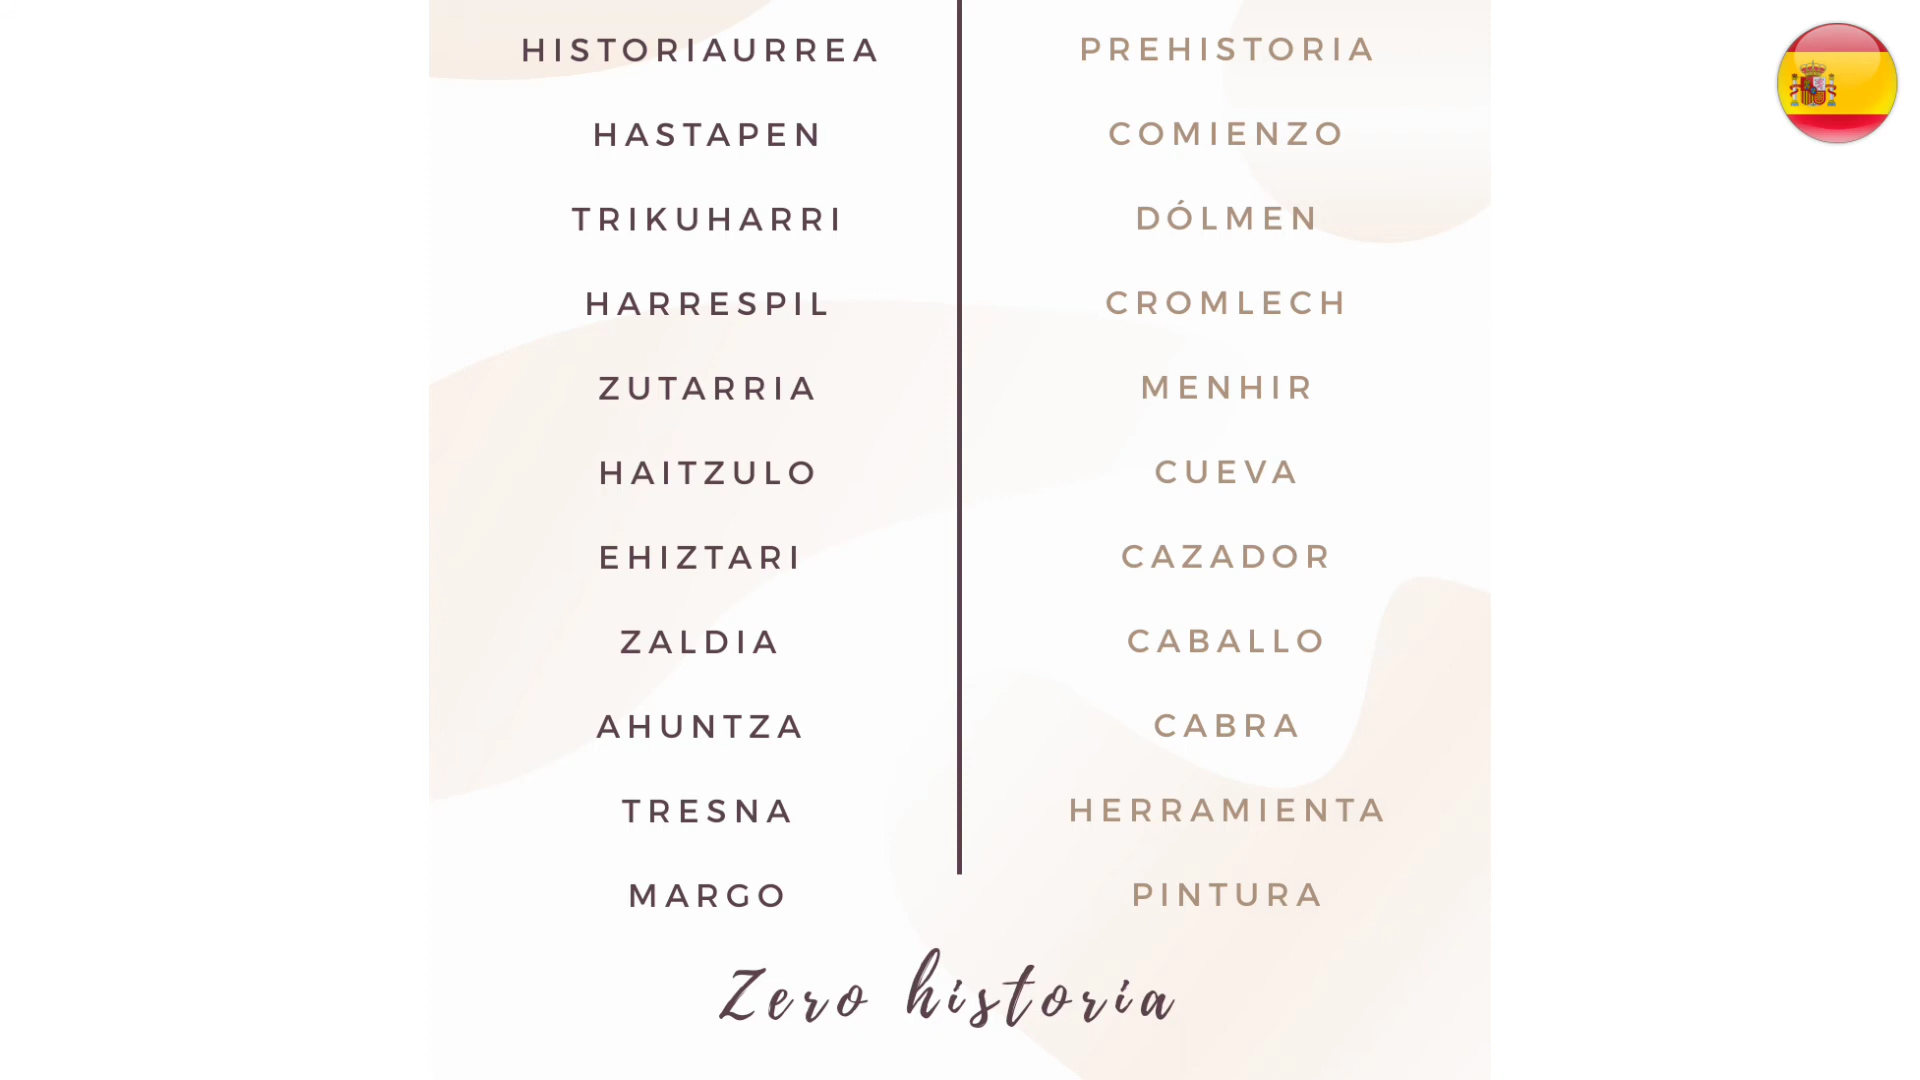 HISTORIAURREA PREHISTORIA
HASTAPEN COMIENZO
TRIKUHARRI DÓLMEN
HARRESPIL CROMLECH
ZUTARRIA MENHIR
HAITZULO CUEVA
EHIZTARI CAZADOR
ZALDIA CABALLO
AHUNTZA CABRA
TRESNA HERRAMIENTA
MARGO PINTURA
Zero historia